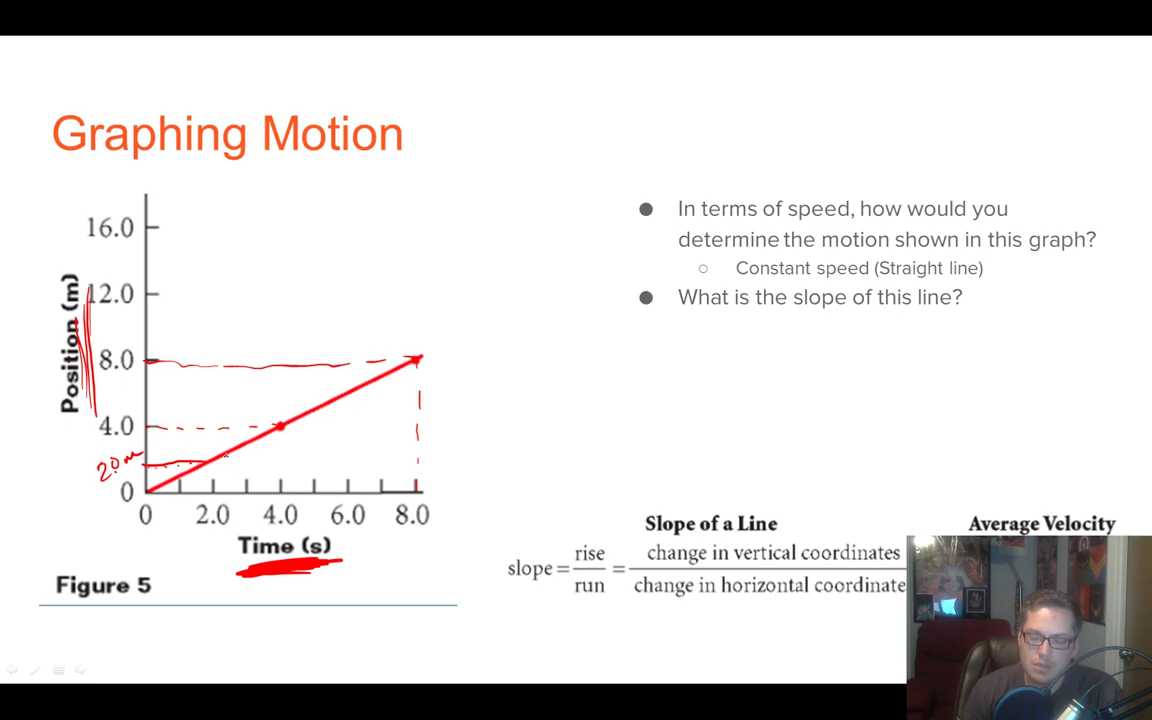 Graphing Motion
16.0
12.0
8.0
4.0
2.0m
0
Position (m)
0 2.0 4.0 6.0 8.0
Time (s)
Figure 5
● In terms of speed, how would you
determine the motion shown in this graph?
○ Constant speed (Straight line)
● What is the slope of this line?
Slope of a Line
slope = rise / run = change in vertical coordinates / change in horizontal coordinate
Average Velocity